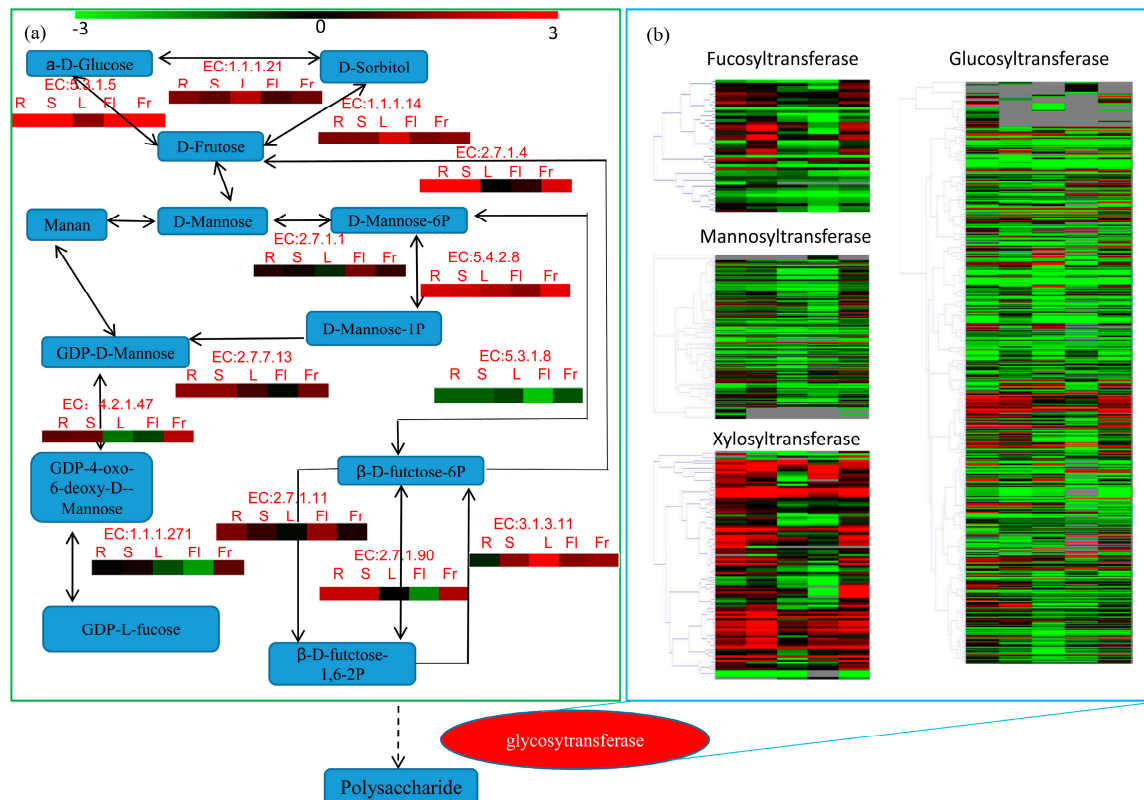 -3
0
3
(a)
a-D-Glucose
D-Sorbitol
EC:1.1.1.21
R S L Fl Fr
EC:5.3.1.5
R S L Fl Fr
EC:1.1.1.14
R S L Fl Fr
D-Frutose
EC:2.7.1.4
R S L Fl Fr
Manan
D-Mannose
D-Mannose-6P
EC:2.7.1.1
R S L Fl Fr
EC:5.4.2.8
R S L Fl Fr
D-Mannose-1P
GDP-D-Mannose
EC:2.7.7.13
R S L Fl Fr
EC:5.3.1.8
R S L Fl Fr
EC: 4.2.1.47
R S L Fl Fr
GDP-4-oxo-
6-deoxy-D--
Mannose
β-D-futctose-6P
EC:2.7.1.11
R S L Fl Fr
EC:3.1.3.11
R S L Fl Fr
EC:1.1.1.271
R S L Fl Fr
EC:2.7.1.90
R S L Fl Fr
GDP-L-fucose
β-D-futctose-
1,6-2P
(b)
Fucosyltransferase
Glucosyltransferase
Mannosyltransferase
Xylosyltransferase
glycosytransferase
Polysaccharide